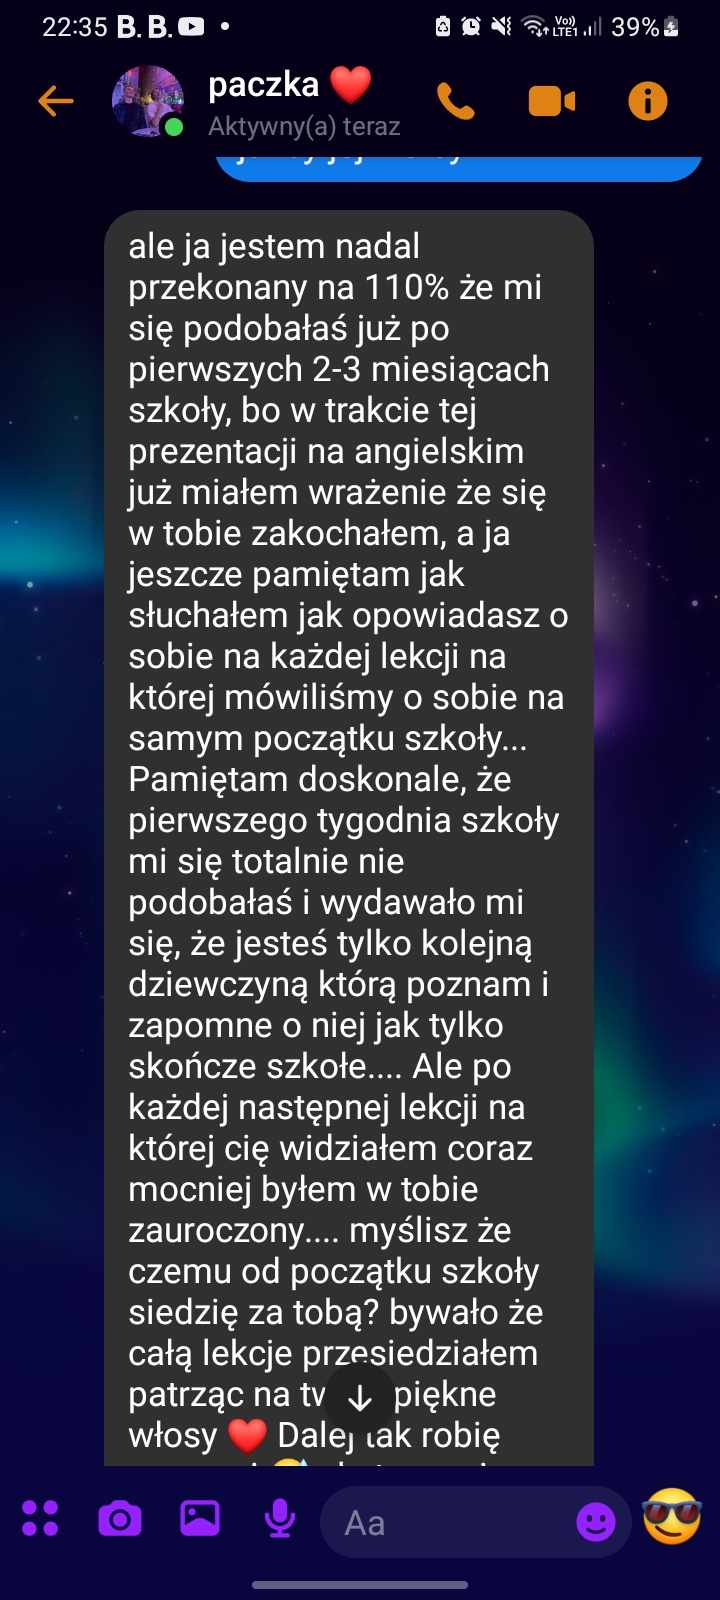 22:35 B. B. Vo)) LTE1 39%
paczka ❤️
Aktywny(a) teraz
ale ja jestem nadal
przekonany na 110% że mi
się podobałaś już po
pierwszych 2-3 miesiącach
szkoły, bo w trakcie tej
prezentacji na angielskim
już miałem wrażenie że się
w tobie zakochałem, a ja
jeszcze pamiętam jak
słuchałem jak opowiadasz o
sobie na każdej lekcji na
której mówiliśmy o sobie na
samym początku szkoły...
Pamiętam doskonale, że
pierwszego tygodnia szkoły
mi się totalnie nie
podobałaś i wydawało mi
się, że jesteś tylko kolejną
dziewczyną którą poznam i
zapomne o niej jak tylko
skończe szkołe.... Ale po
każdej następnej lekcji na
której cię widziałem coraz
mocniej byłem w tobie
zauroczony.... myślisz że
czemu od początku szkoły
siedzię za tobą? bywało że
całą lekcje przesiedziałem
patrząc na piękne
włosy ❤️ Dalej tak robię
Aa